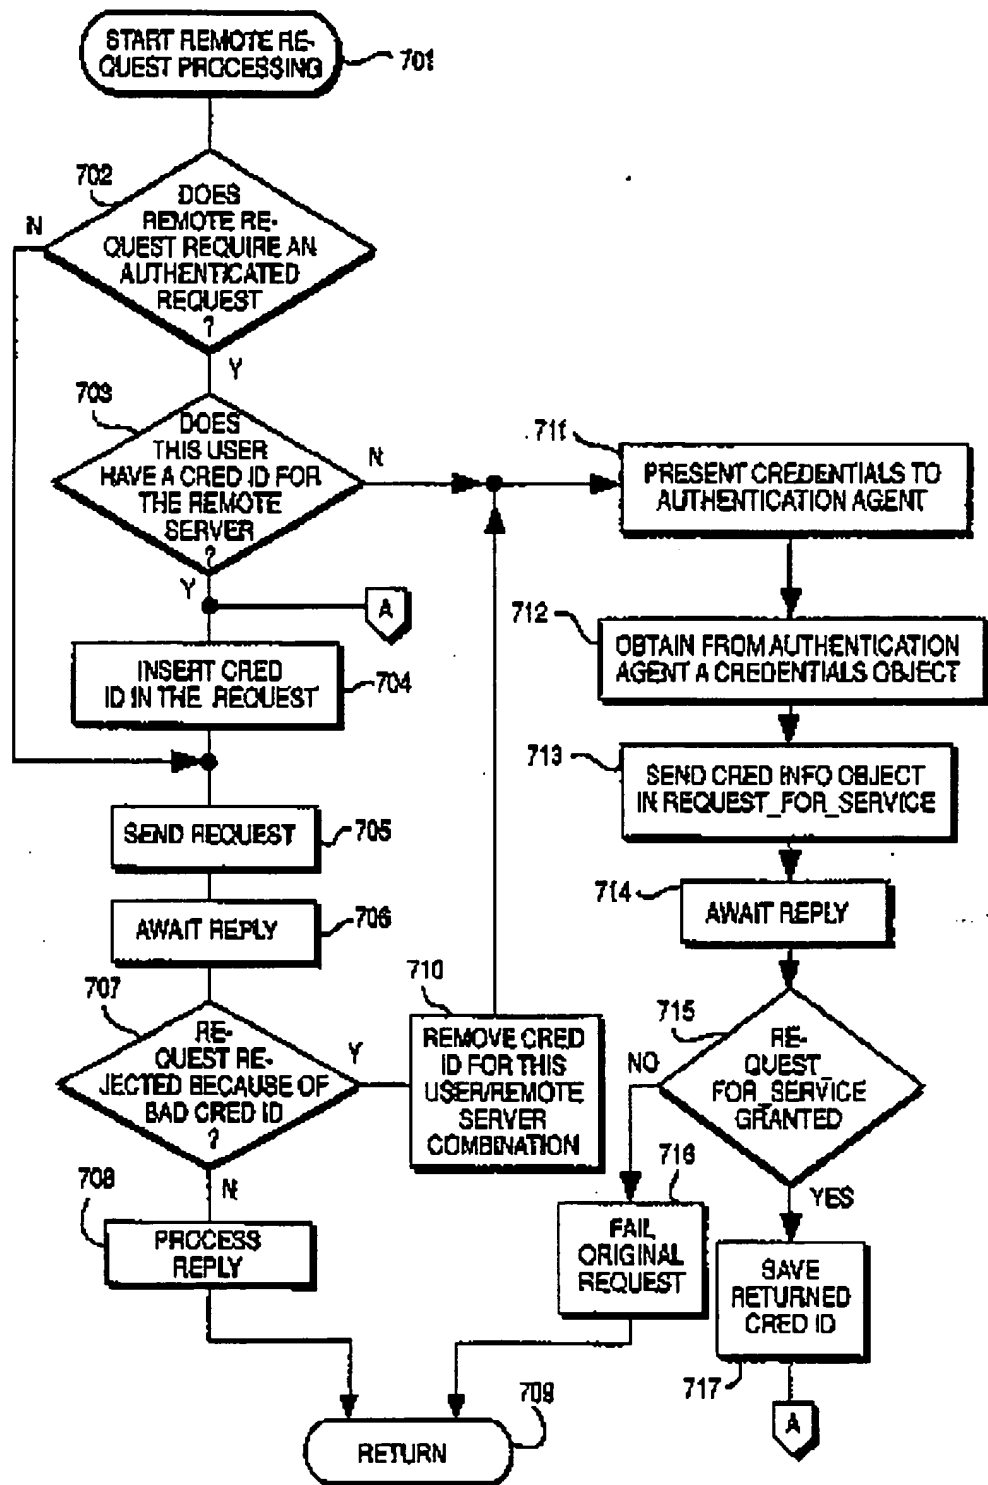 START REMOTE RE-
QUEST PROCESSING
701
702
DOES
REMOTE RE-
QUEST REQUIRE AN
AUTHENTICATED
REQUEST
?
N
Y
703
DOES
THIS USER
HAVE A CRED ID FOR
THE REMOTE
SERVER
?
N
Y
A
INSERT CRED
ID IN THE REQUEST
704
SEND REQUEST
705
AWAIT REPLY
706
707
RE-
QUEST RE-
JECTED BECAUSE OF
BAD CRED ID
?
Y
N
708
PROCESS
REPLY
710
REMOVE CRED
ID FOR THIS
USER/REMOTE
SERVER
COMBINATION
711
PRESENT CREDENTIALS TO
AUTHENTICATION AGENT
712
OBTAIN FROM AUTHENTICATION
AGENT A CREDENTIALS OBJECT
713
SEND CRED INFO OBJECT
IN REQUEST_FOR_SERVICE
714
AWAIT REPLY
715
RE-
QUEST_
FOR_SERVICE
GRANTED
NO
YES
716
FAIL
ORIGINAL
REQUEST
SAVE
RETURNED
CRED ID
717
A
709
RETURN